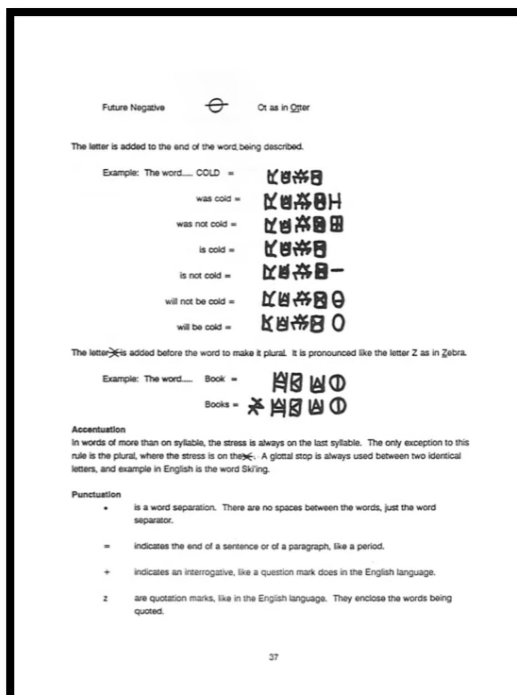 Future Negative Ot as in Otter
The letter is added to the end of the word being described.
Example: The word.... COLD =
was cold =
was not cold =
is cold =
is not cold =
will not be cold =
will be cold =
The letter is added before the word to make it plural. It is pronounced like the letter Z as in Zebra.
Example: The word.... Book =
Books =
Accentuation
In words of more than on syllable, the stress is always on the last syllable. The only exception to this
rule is the plural, where the stress is on the . A glottal stop is always used between two identical
letters, and example in English is the word Ski'ing.
Punctuation
• is a word separation. There are no spaces between the words, just the word
separator.
= indicates the end of a sentence or of a paragraph, like a period.
+ indicates an interrogative, like a question mark does in the English language.
z are quotation marks, like in the English language. They enclose the words being
quoted.
37